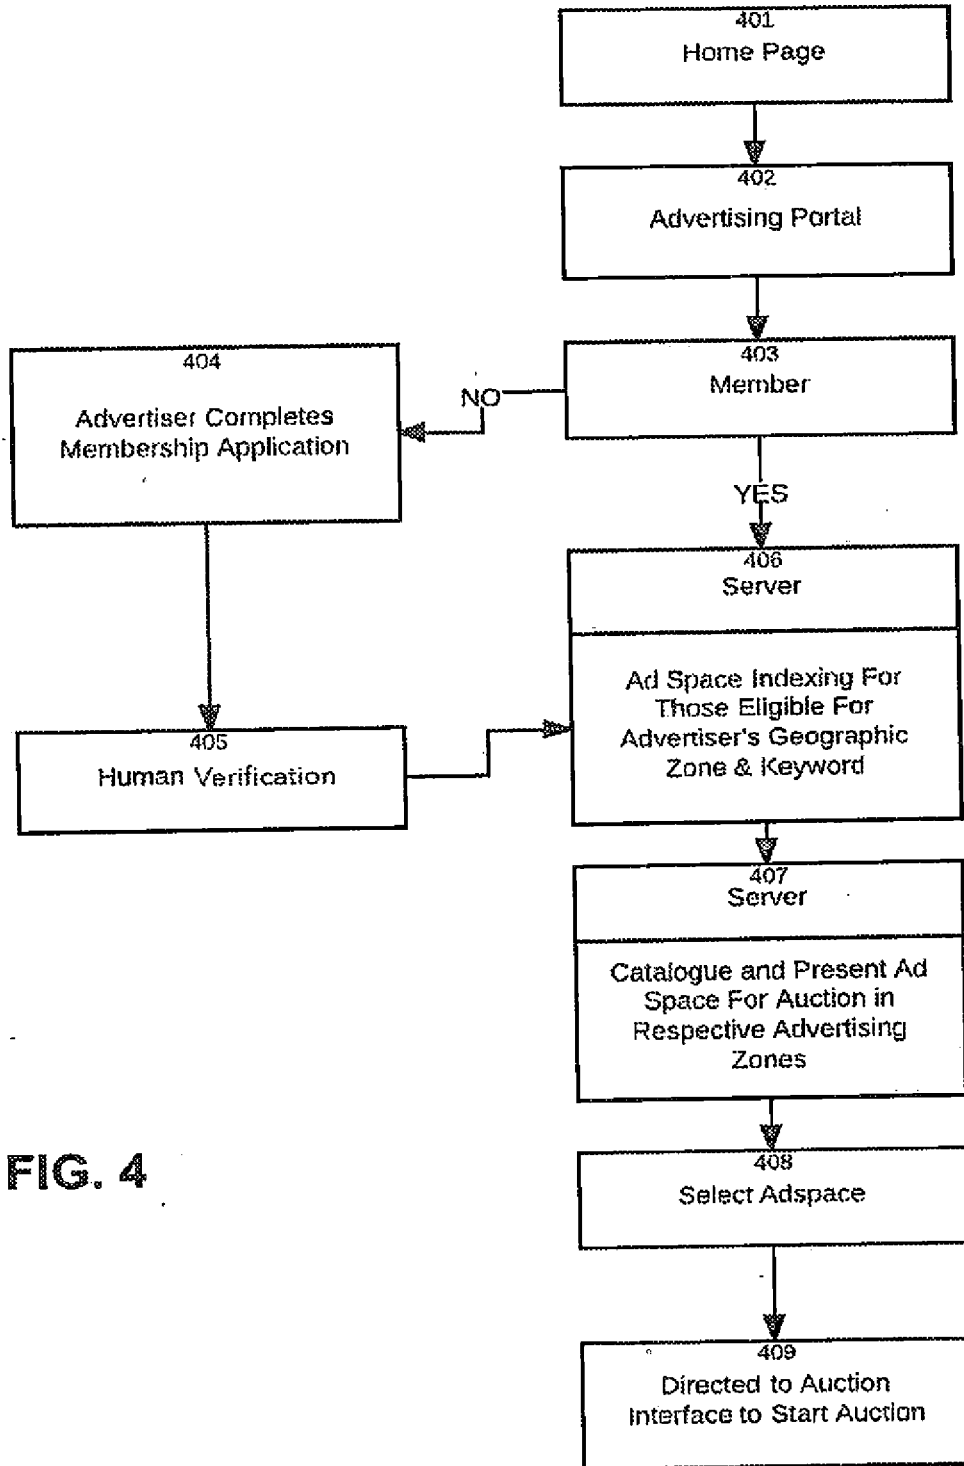 401
Home Page
402
Advertising Portal
403
Member
NO
404
Advertiser Completes
Membership Application
YES
405
Human Verification
406
Server
Ad Space Indexing For
Those Eligible For
Advertiser's Geographic
Zone & Keyword
407
Server
Catalogue and Present Ad
Space For Auction in
Respective Advertising
Zones
408
Select Adspace
409
Directed to Auction
Interface to Start Auction
FIG. 4